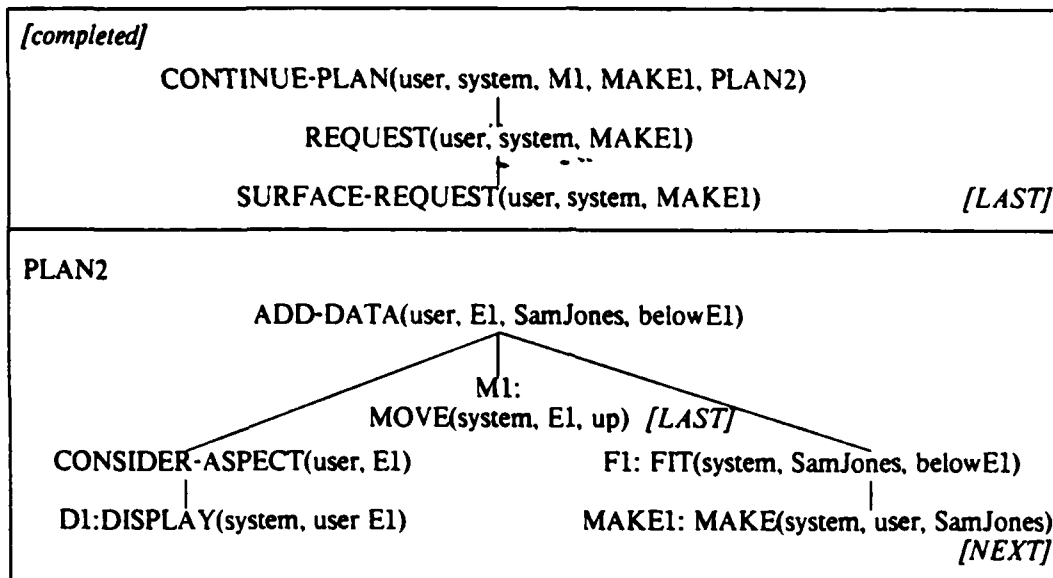 [completed]
CONTINUE-PLAN(user, system, M1, MAKE1, PLAN2)
REQUEST(user, system, MAKE1)
SURFACE-REQUEST(user, system, MAKE1) [LAST]
PLAN2
ADD-DATA(user, E1, SamJones, belowE1)
M1:
MOVE(system, E1, up) [LAST]
CONSIDER-ASPECT(user, E1) F1: FIT(system, SamJones, belowE1)
D1:DISPLAY(system, user E1) MAKE1: MAKE(system, user, SamJones)
[NEXT]